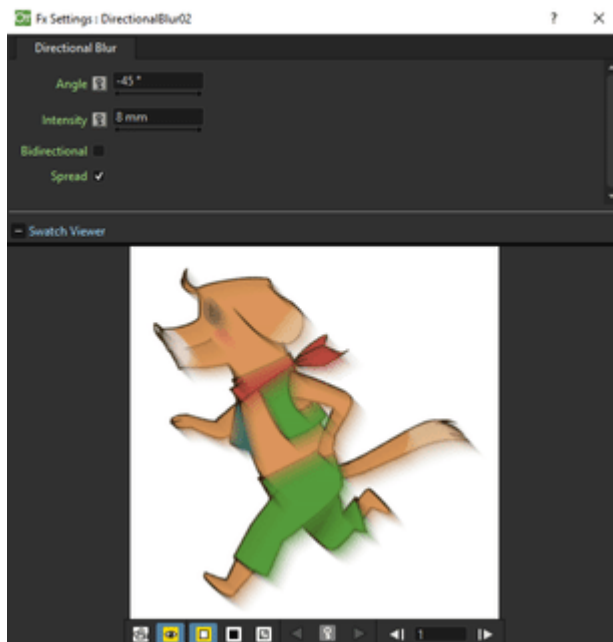 Fx Settings : DirectionalBlur02
Directional Blur
Angle -45 °
Intensity 8 mm
Bidirectional
Spread
Swatch Viewer
1